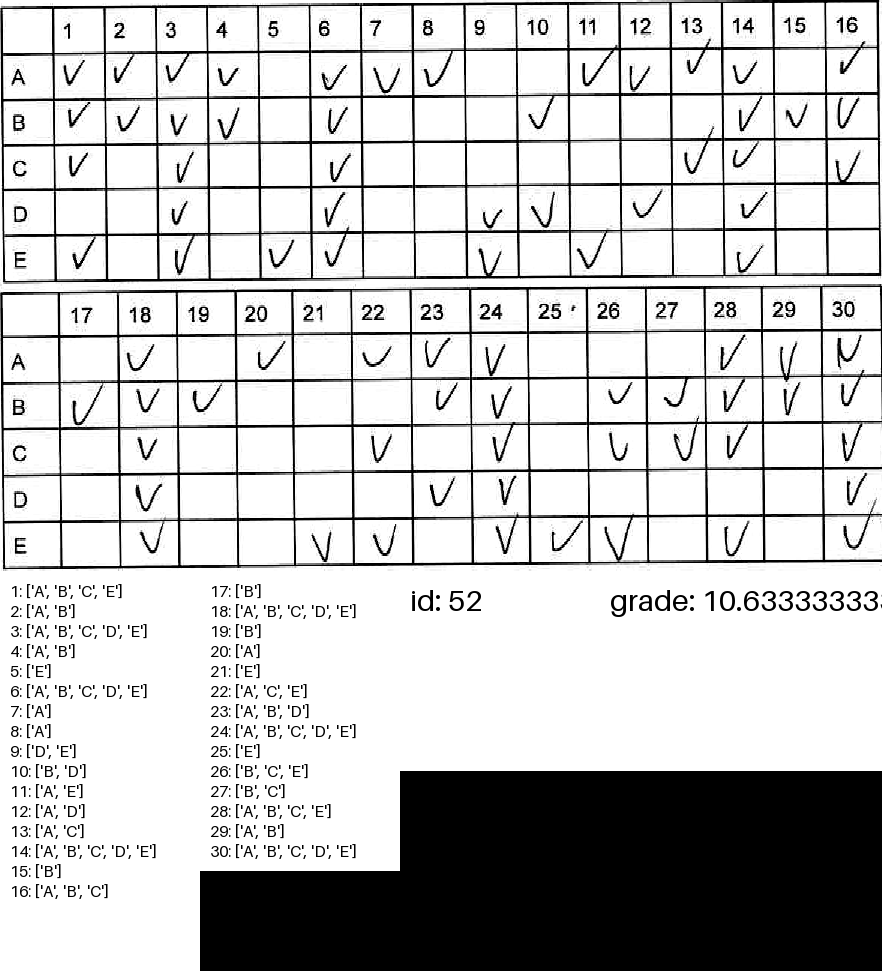 1 2 3 4 5 6 7 8 9 10 11 12 13 14 15 16
A ✓ ✓ ✓ ✓ ✓ ✓ ✓ ✓ ✓ ✓ ✓ ✓
B ✓ ✓ ✓ ✓ ✓ ✓ ✓ ✓ ✓
C ✓ ✓ ✓ ✓ ✓ ✓
D ✓ ✓ ✓ ✓ ✓ ✓
E ✓ ✓ ✓ ✓ ✓ ✓ ✓
17 18 19 20 21 22 23 24 25 26 27 28 29 30
A ✓ ✓ ✓ ✓ ✓ ✓ ✓ ✓
B ✓ ✓ ✓ ✓ ✓ ✓ ✓ ✓ ✓ ✓
C ✓ ✓ ✓ ✓ ✓ ✓ ✓
D ✓ ✓ ✓ ✓
E ✓ ✓ ✓ ✓ ✓ ✓ ✓ ✓
1: ['A', 'B', 'C', 'E']
2: ['A', 'B']
3: ['A', 'B', 'C', 'D', 'E']
4: ['A', 'B']
5: ['E']
6: ['A', 'B', 'C', 'D', 'E']
7: ['A']
8: ['A']
9: ['D', 'E']
10: ['B', 'D']
11: ['A', 'E']
12: ['A', 'D']
13: ['A', 'C']
14: ['A', 'B', 'C', 'D', 'E']
15: ['B']
16: ['A', 'B', 'C']
17: ['B']
18: ['A', 'B', 'C', 'D', 'E']
19: ['B']
20: ['A']
21: ['E']
22: ['A', 'C', 'E']
23: ['A', 'B', 'D']
24: ['A', 'B', 'C', 'D', 'E']
25: ['E']
26: ['B', 'C', 'E']
27: ['B', 'C']
28: ['A', 'B', 'C', 'E']
29: ['A', 'B']
30: ['A', 'B', 'C', 'D', 'E']
id: 52
grade: 10.633333333